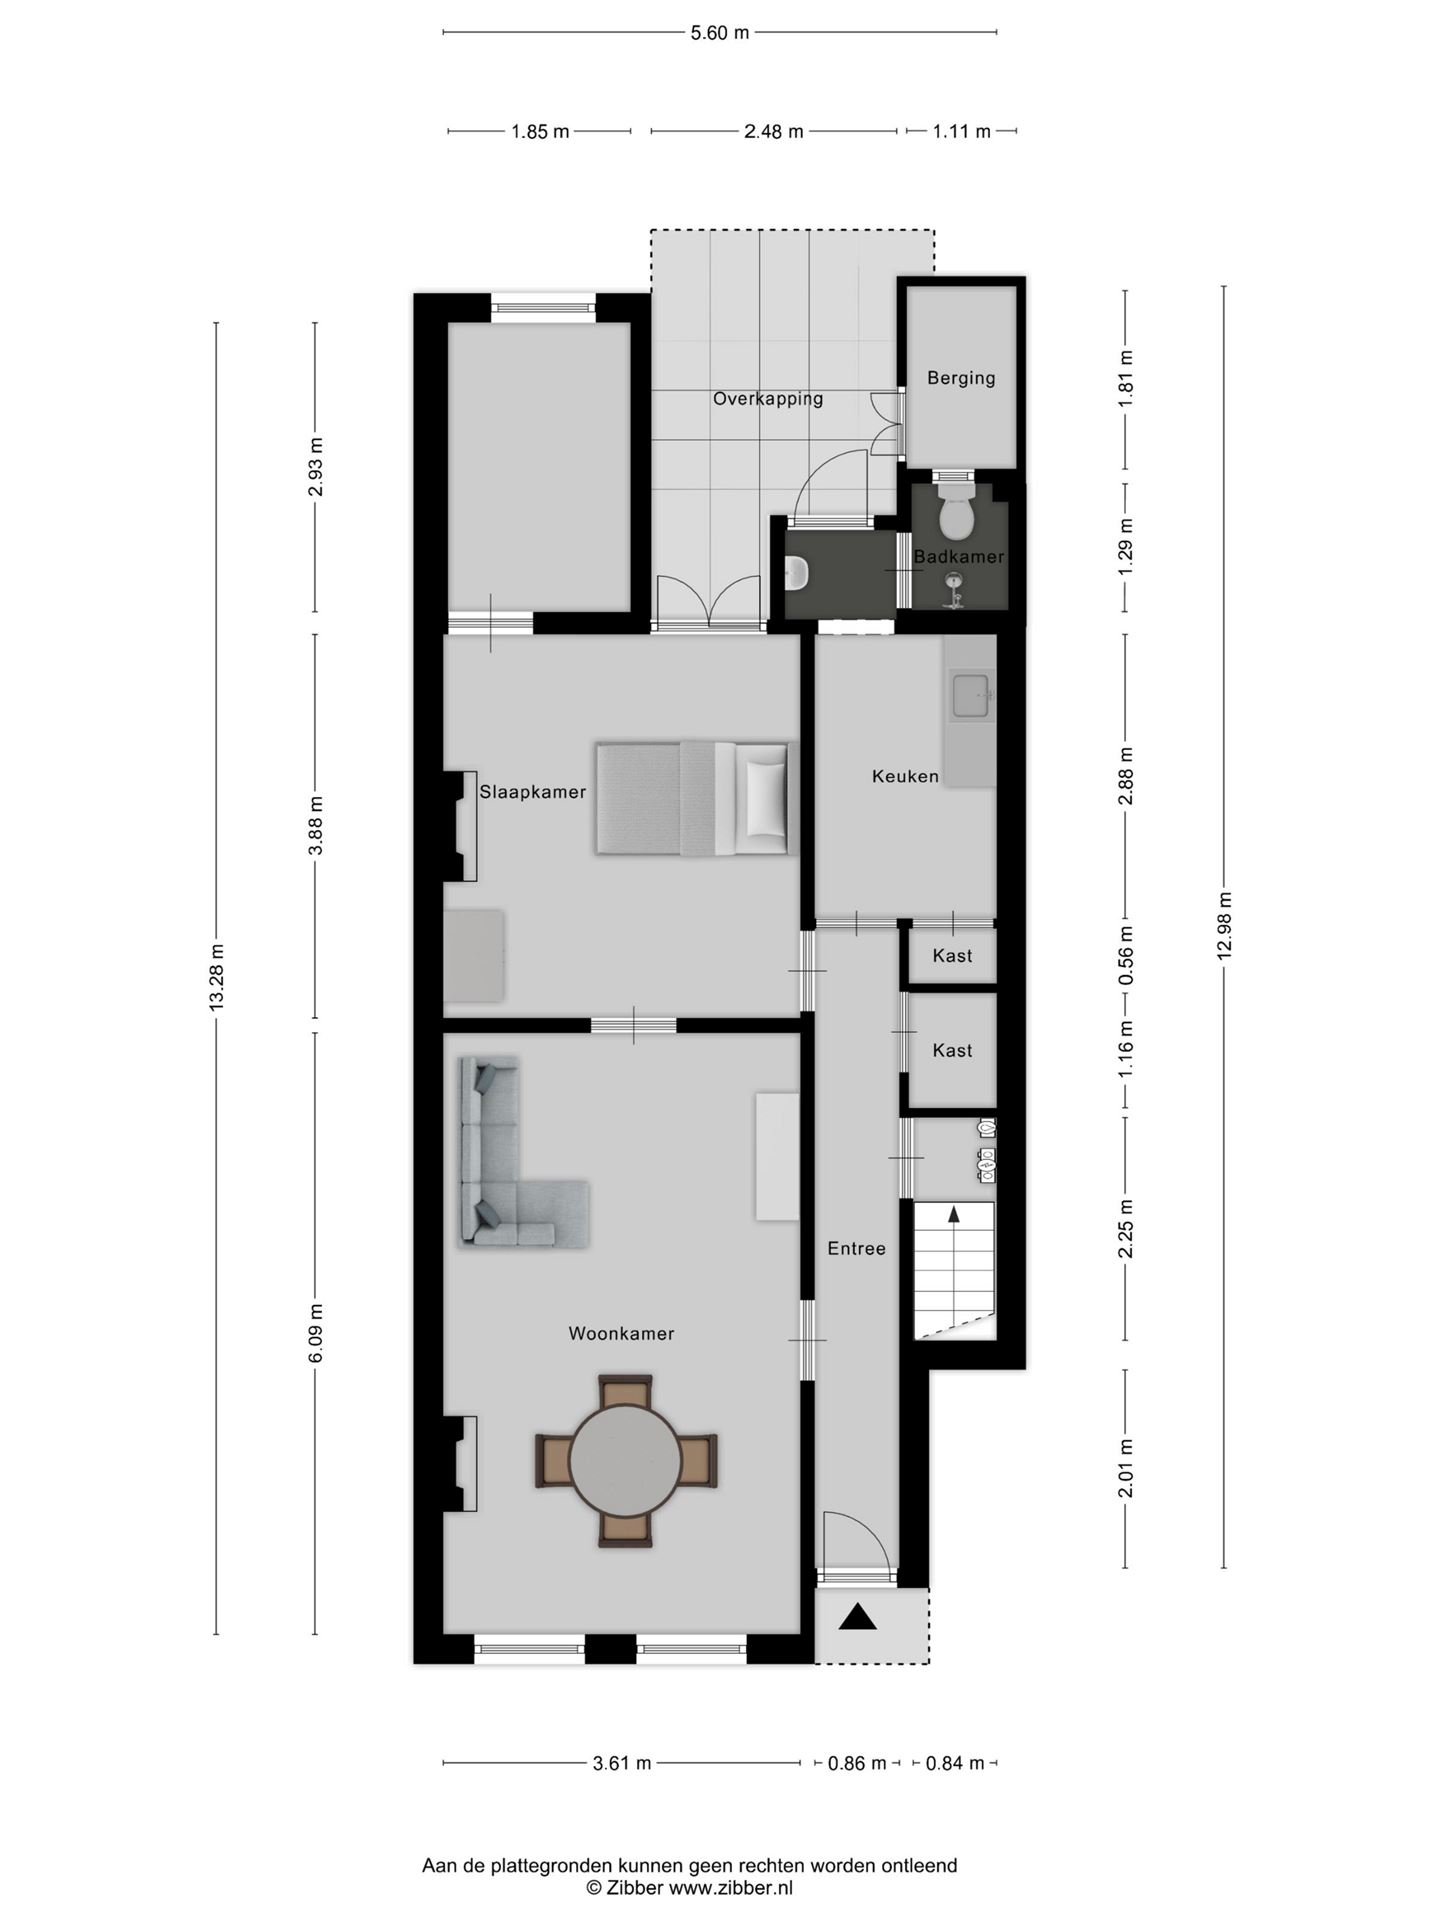 5.60 m
1.85 m
2.48 m
1.11 m
Berging
Overkapping
1.81 m
2.93 m
Badkamer
1.29 m
Keuken
Slaapkamer
2.88 m
3.88 m
Kast
0.56 m
13.28 m
12.98 m
Kast
1.16 m
Entree
2.25 m
Woonkamer
6.09 m
2.01 m
3.61 m
0.86 m
0.84 m
Aan de plattegronden kunnen geen rechten worden ontleend
© Zibber www.zibber.nl